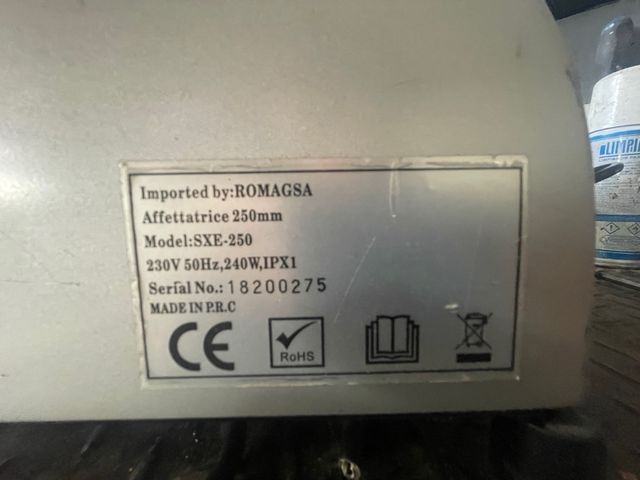 Imported by:ROMAGSA
Affettatrice 250mm
Model:SXE-250
230V 50Hz,240W,IPX1
Serial No.: 18200275
MADE IN P.R.C
CE
RoHS